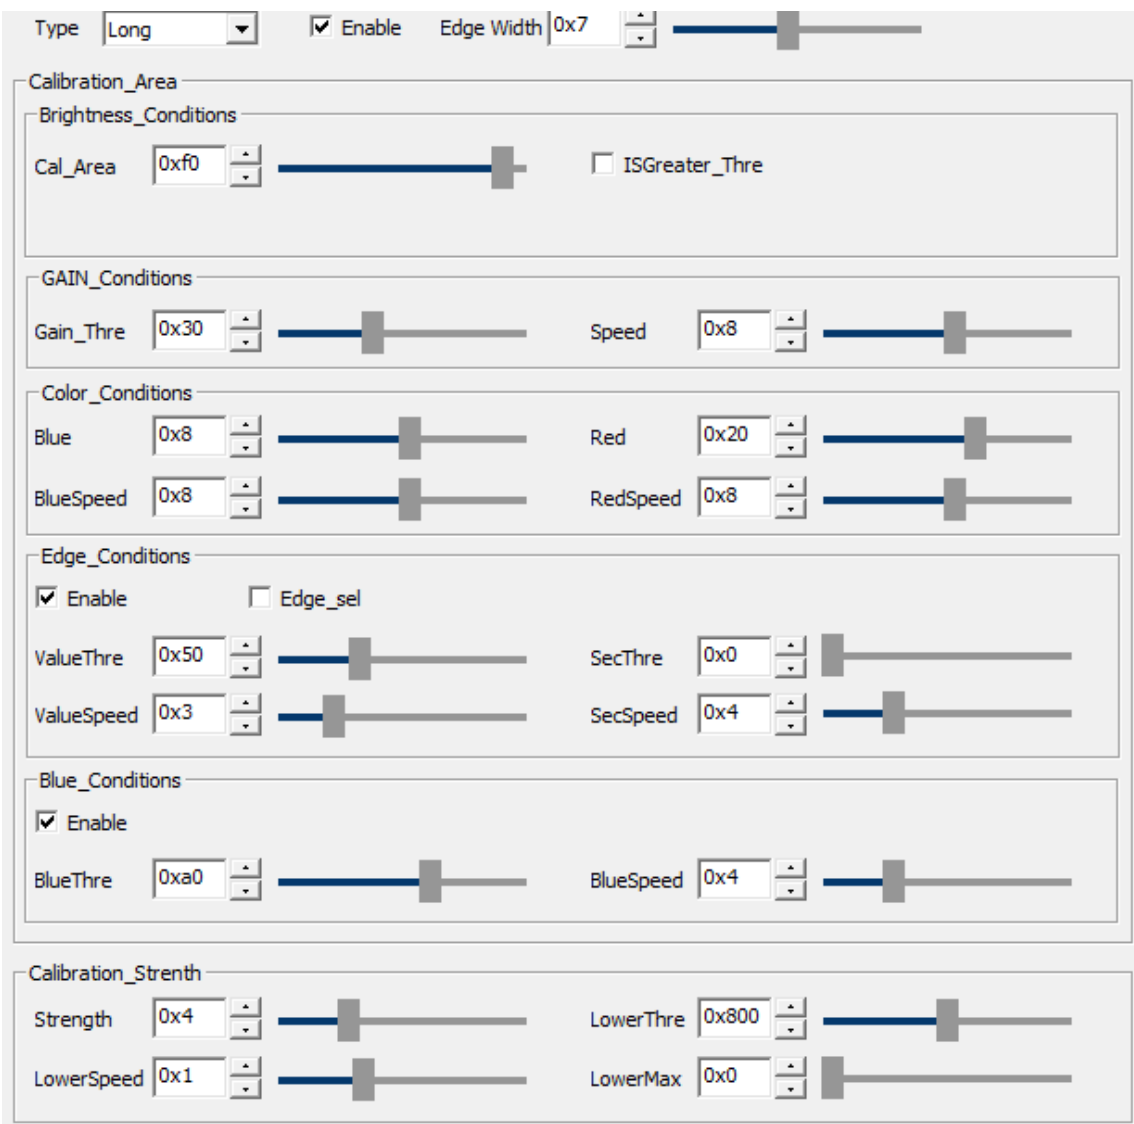 Type Long Enable Edge Width 0x7
Calibration_Area
Brightness_Conditions
Cal_Area 0xf0 ISGreater_Thre
GAIN_Conditions
Gain_Thre 0x30 Speed 0x8
Color_Conditions
Blue 0x8 Red 0x20
BlueSpeed 0x8 RedSpeed 0x8
Edge_Conditions
Enable Edge_sel
ValueThre 0x50 SecThre 0x0
ValueSpeed 0x3 SecSpeed 0x4
Blue_Conditions
Enable
BlueThre 0xa0 BlueSpeed 0x4
Calibration_Strenth
Strength 0x4 LowerThre 0x800
LowerSpeed 0x1 LowerMax 0x0